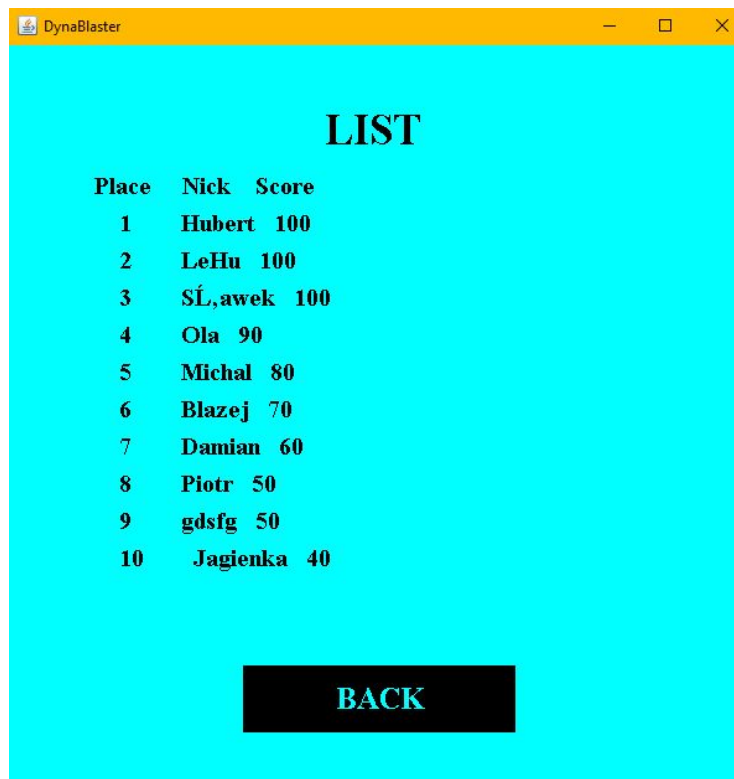 DynaBlaster
LIST
Place Nick Score
1 Hubert 100
2 LeHu 100
3 SĹ‚awek 100
4 Ola 90
5 Michal 80
6 Blazej 70
7 Damian 60
8 Piotr 50
9 gdsfg 50
10 Jagienka 40
BACK